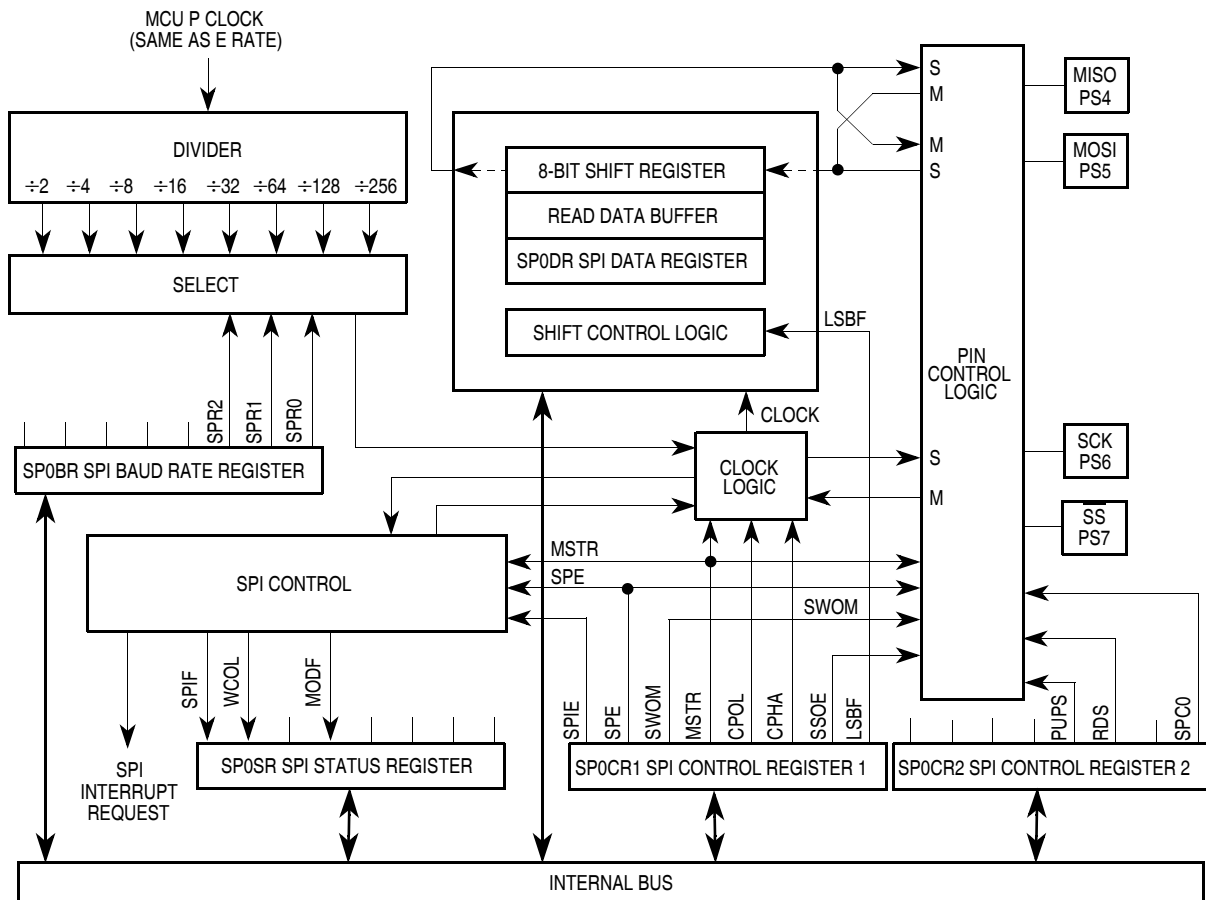 MCU P CLOCK
(SAME AS E RATE)
DIVIDER
÷2 ÷4 ÷8 ÷16 ÷32 ÷64 ÷128 ÷256
SELECT
SPR2
SPR1
SPR0
SP0BR SPI BAUD RATE REGISTER
8-BIT SHIFT REGISTER
READ DATA BUFFER
SP0DR SPI DATA REGISTER
SHIFT CONTROL LOGIC
LSBF
CLOCK
CLOCK
LOGIC
S
M
M
S
PIN
CONTROL
LOGIC
S
M
MISO
PS4
MOSI
PS5
SCK
PS6
SS
PS7
SPI CONTROL
MSTR
SPE
SWOM
SPIF
WCOL
MODF
SPI
INTERRUPT
REQUEST
SP0SR SPI STATUS REGISTER
SPIE
SPE
SWOM
MSTR
CPOL
CPHA
SSOE
LSBF
SP0CR1 SPI CONTROL REGISTER 1
PUPS
RDS
SPC0
SP0CR2 SPI CONTROL REGISTER 2
INTERNAL BUS